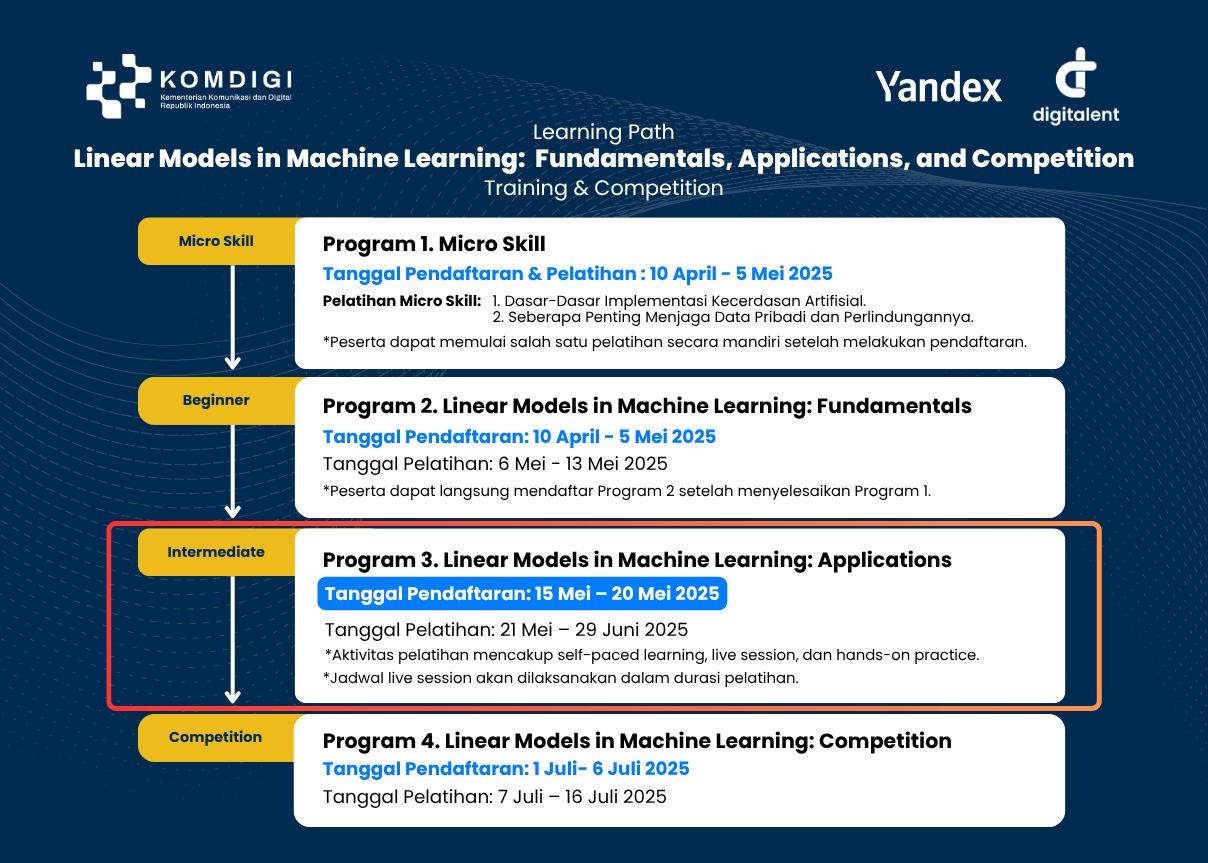 KOMDIGI
Kementerian Komunikasi dan Digital
Republik Indonesia
Yandex
digitalent
Learning Path
Linear Models in Machine Learning: Fundamentals, Applications, and Competition
Training & Competition
Micro Skill
Program 1. Micro Skill
Tanggal Pendaftaran & Pelatihan : 10 April - 5 Mei 2025
Pelatihan Micro Skill: 1. Dasar-Dasar Implementasi Kecerdasan Artifisial.
2. Seberapa Penting Menjaga Data Pribadi dan Perlindungannya.
*Peserta dapat memulai salah satu pelatihan secara mandiri setelah melakukan pendaftaran.
Beginner
Program 2. Linear Models in Machine Learning: Fundamentals
Tanggal Pendaftaran: 10 April - 5 Mei 2025
Tanggal Pelatihan: 6 Mei - 13 Mei 2025
*Peserta dapat langsung mendaftar Program 2 setelah menyelesaikan Program 1.
Intermediate
Program 3. Linear Models in Machine Learning: Applications
Tanggal Pendaftaran: 15 Mei – 20 Mei 2025
Tanggal Pelatihan: 21 Mei – 29 Juni 2025
*Aktivitas pelatihan mencakup self-paced learning, live session, dan hands-on practice.
*Jadwal live session akan dilaksanakan dalam durasi pelatihan.
Competition
Program 4. Linear Models in Machine Learning: Competition
Tanggal Pendaftaran: 1 Juli- 6 Juli 2025
Tanggal Pelatihan: 7 Juli – 16 Juli 2025